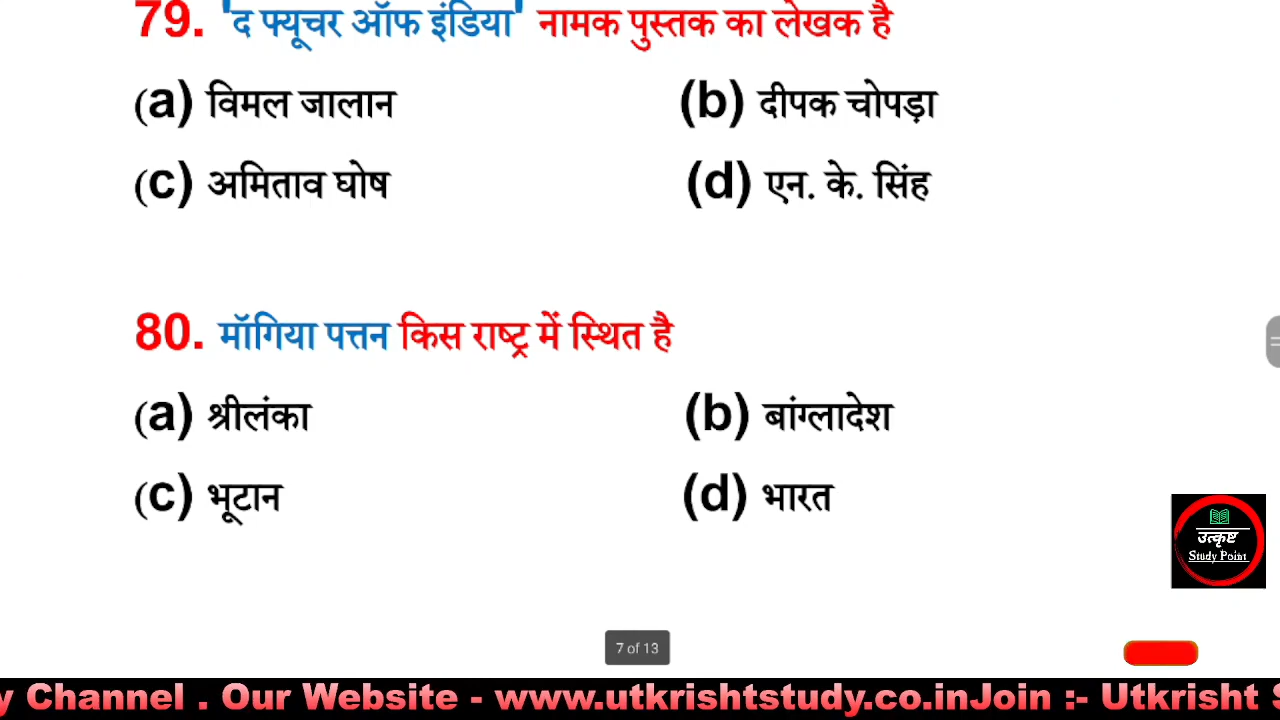 79. 'द फ्यूचर ऑफ इंडिया' नामक पुस्तक का लेखक है
(a) विमल जालान (b) दीपक चोपड़ा
(c) अमिताव घोष (d) एन. के. सिंह
80. मॉगिया पत्तन किस राष्ट्र में स्थित है
(a) श्रीलंका (b) बांग्लादेश
(c) भूटान (d) भारत
उत्कृष्ट
Study Point
7 of 13
y Channel . Our Website - www.utkrishtstudy.co.inJoin :- Utkrisht S